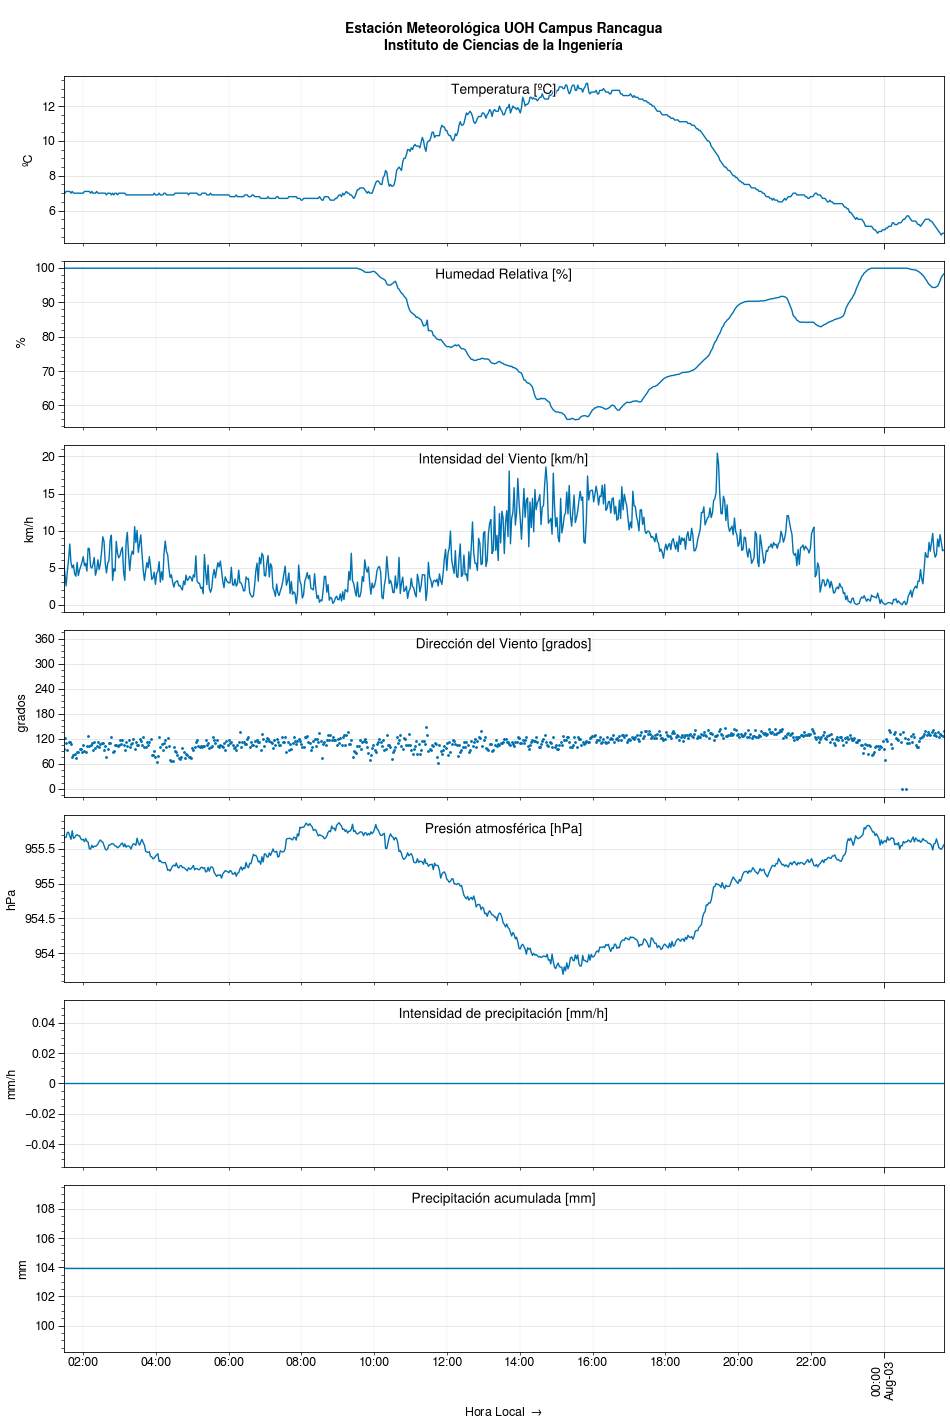 Estación Meteorológica UOH Campus Rancagua
Instituto de Ciencias de la Ingeniería
Temperatura [ºC]
ºC
12
10
8
6
Humedad Relativa [%]
%
100
90
80
70
60
Intensidad del Viento [km/h]
km/h
20
15
10
5
0
Dirección del Viento [grados]
grados
360
300
240
180
120
60
0
Presión atmosférica [hPa]
hPa
955.5
955
954.5
954
Intensidad de precipitación [mm/h]
mm/h
0.04
0.02
0
−0.02
−0.04
Precipitación acumulada [mm]
mm
108
106
104
102
100
02:00 04:00 06:00 08:00 10:00 12:00 14:00 16:00 18:00 20:00 22:00 00:00
Aug-03
Hora Local →